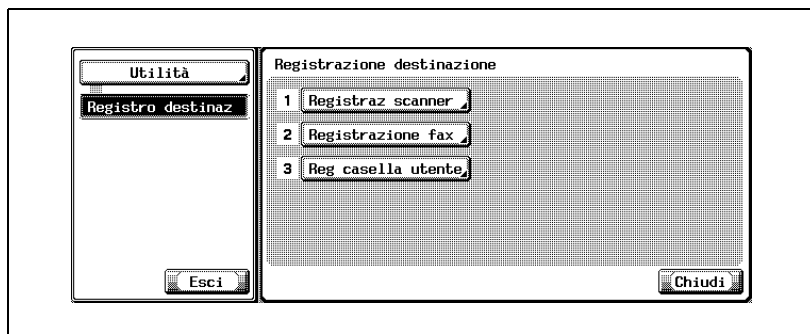 Utilità
Registro destinaz
Esci
Registrazione destinazione
1 Registraz scanner
2 Registrazione fax
3 Reg casella utente
Chiudi